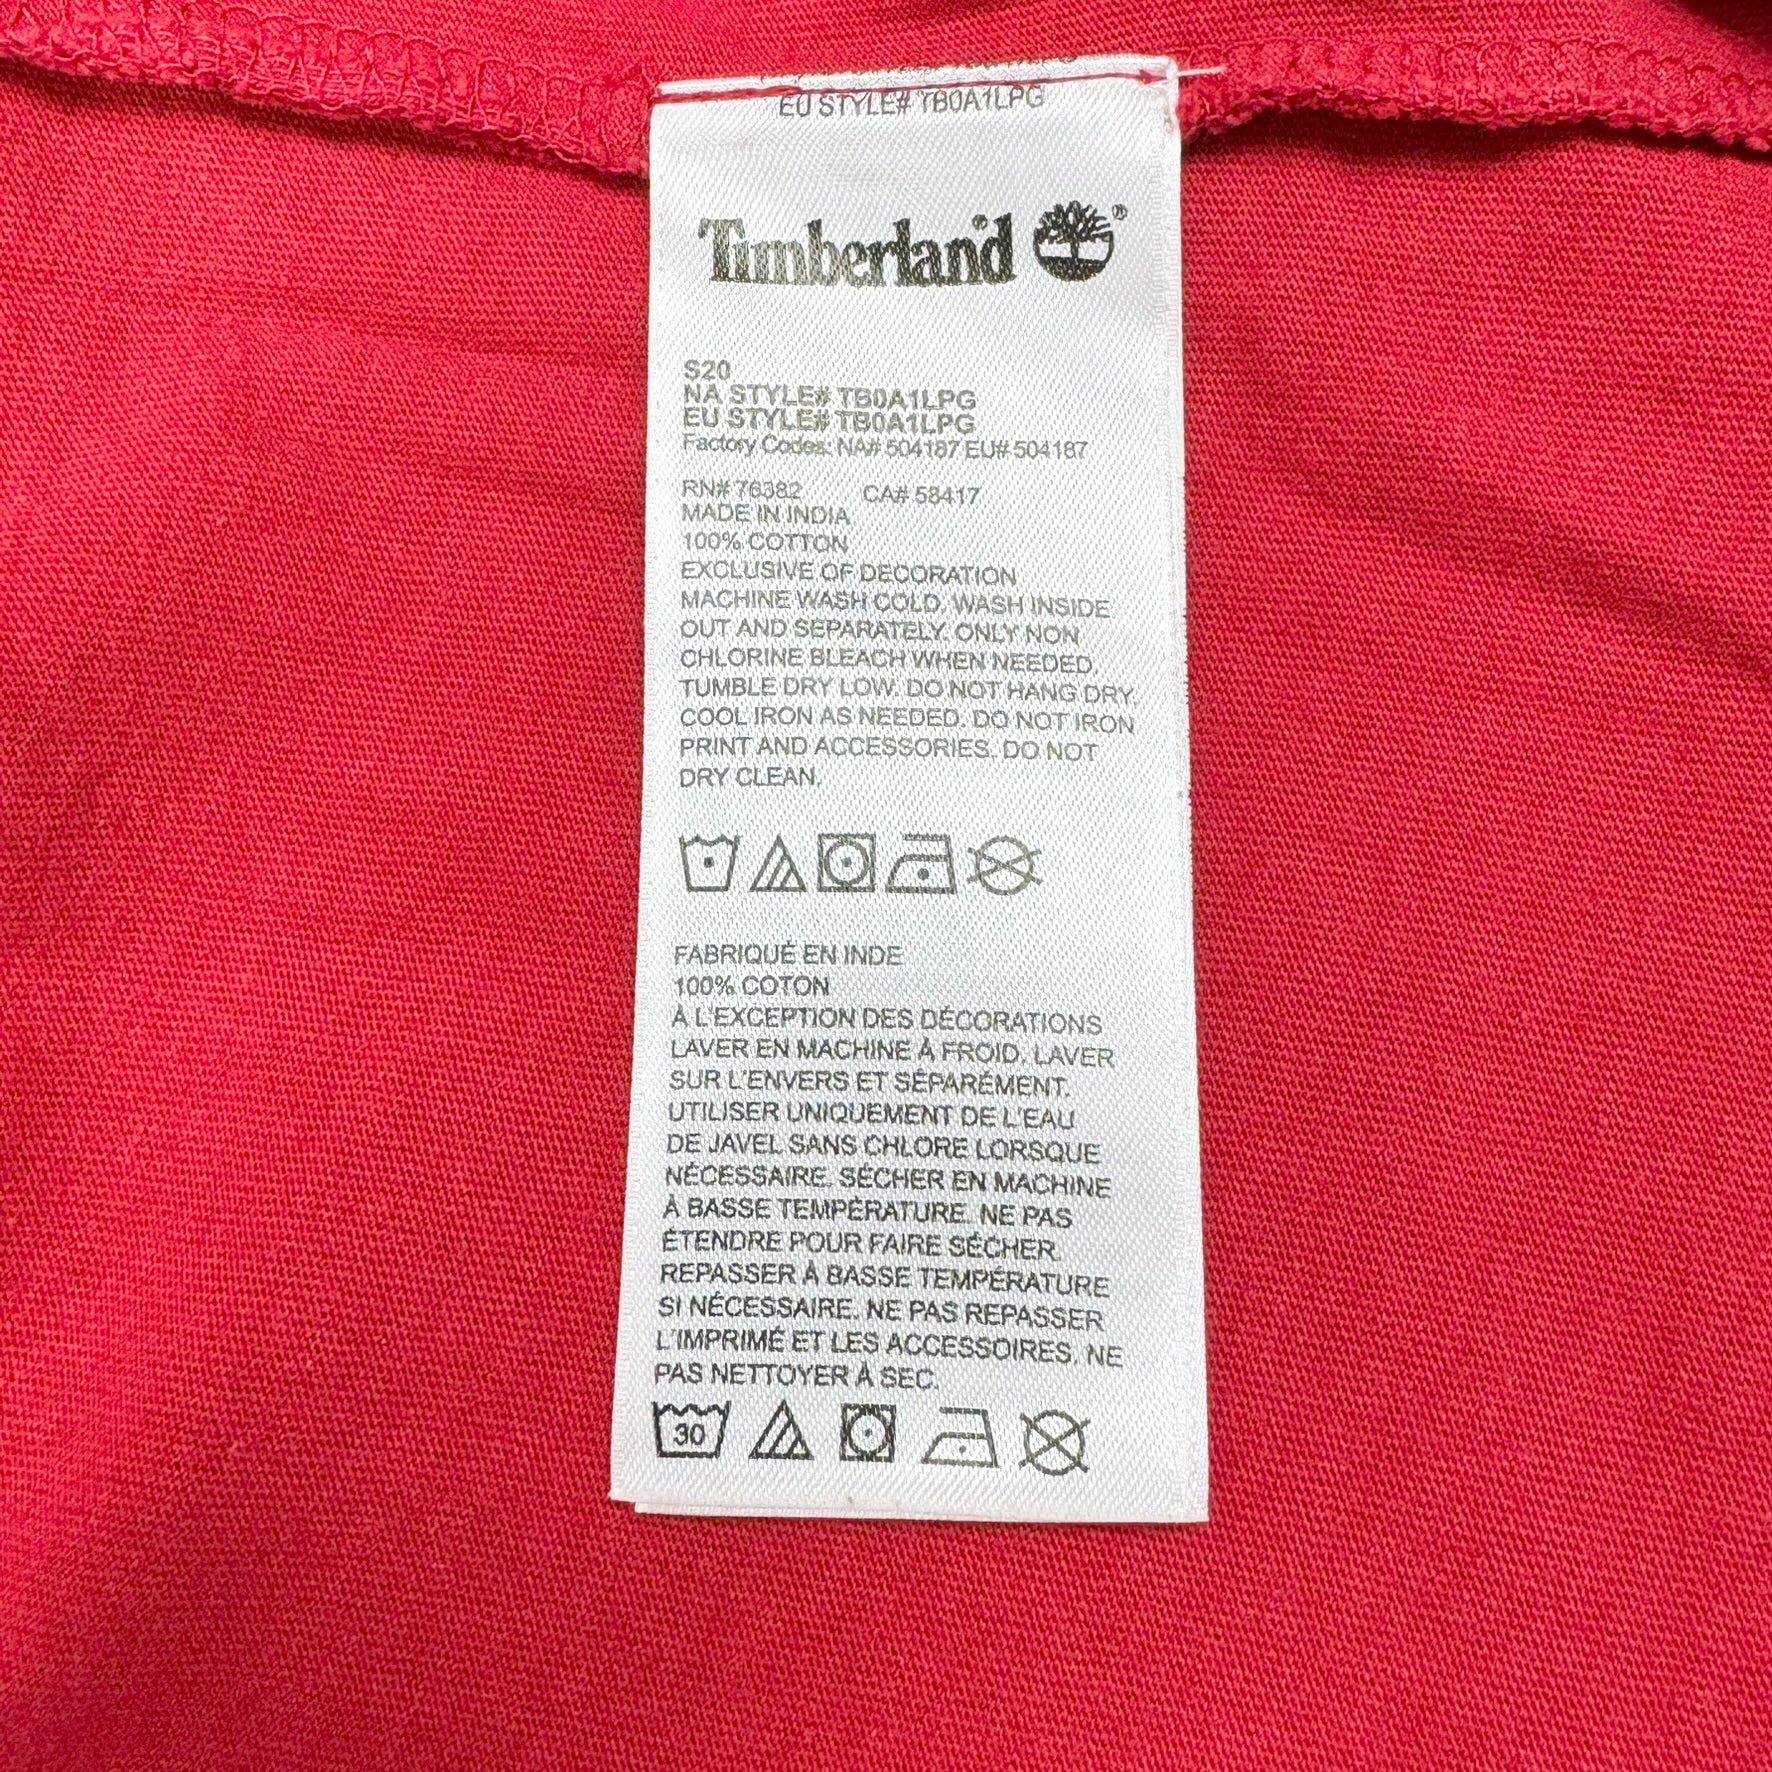 EU STYLE# TB0A1LPG
Timberland ®
S20
NA STYLE# TB0A1LPG
EU STYLE# TB0A1LPG
Factory Codes: NA# 504187 EU# 504187
RN# 76382 CA# 58417
MADE IN INDIA
100% COTTON
EXCLUSIVE OF DECORATION
MACHINE WASH COLD. WASH INSIDE
OUT AND SEPARATELY. ONLY NON
CHLORINE BLEACH WHEN NEEDED.
TUMBLE DRY LOW. DO NOT HANG DRY.
COOL IRON AS NEEDED. DO NOT IRON
PRINT AND ACCESSORIES. DO NOT
DRY CLEAN.
FABRIQUÉ EN INDE
100% COTON
À L'EXCEPTION DES DÉCORATIONS
LAVER EN MACHINE À FROID. LAVER
SUR L'ENVERS ET SÉPARÉMENT.
UTILISER UNIQUEMENT DE L'EAU
DE JAVEL SANS CHLORE LORSQUE
NÉCESSAIRE. SÉCHER EN MACHINE
À BASSE TEMPÉRATURE. NE PAS
ÉTENDRE POUR FAIRE SÉCHER.
REPASSER À BASSE TEMPÉRATURE
SI NÉCESSAIRE. NE PAS REPASSER
L'IMPRIMÉ ET LES ACCESSOIRES. NE
PAS NETTOYER À SEC.
30